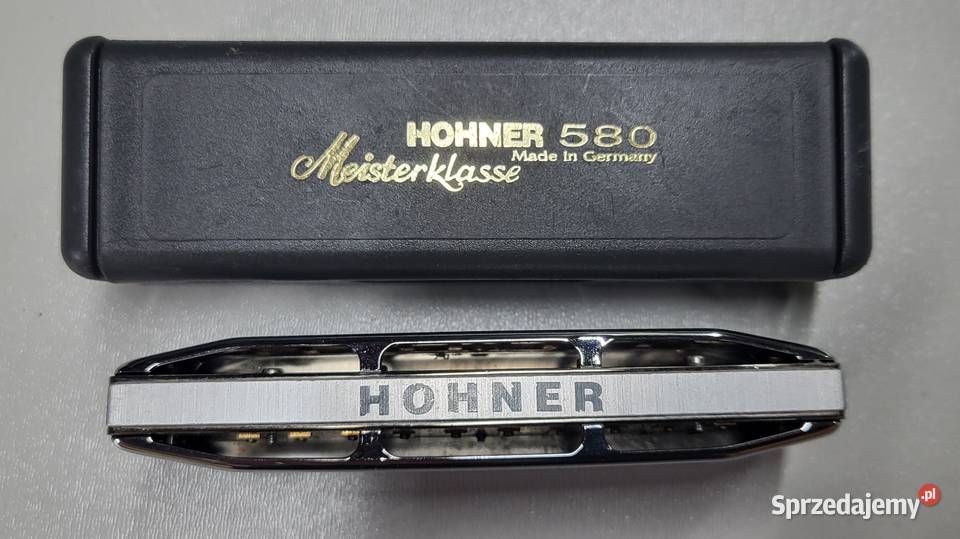 HOHNER 580
Made in Germany
Meisterklasse
HOHNER
Sprzedajemy.pl